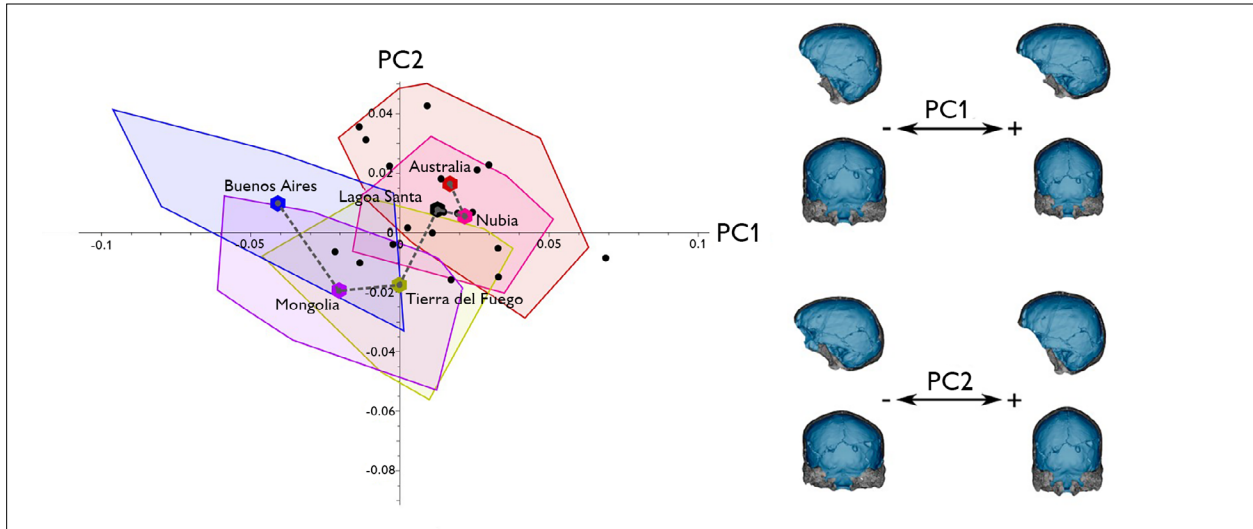 PC2
0.04
0.02
Australia
Buenos Aires
Lagoa Santa
Nubia
-0.1
0.05
0
0.05
0.1
PC1
Mongolia
-0.02
Tierra del Fuego
-0.04
-0.06
-0.08
PC1
- +
PC2
- +